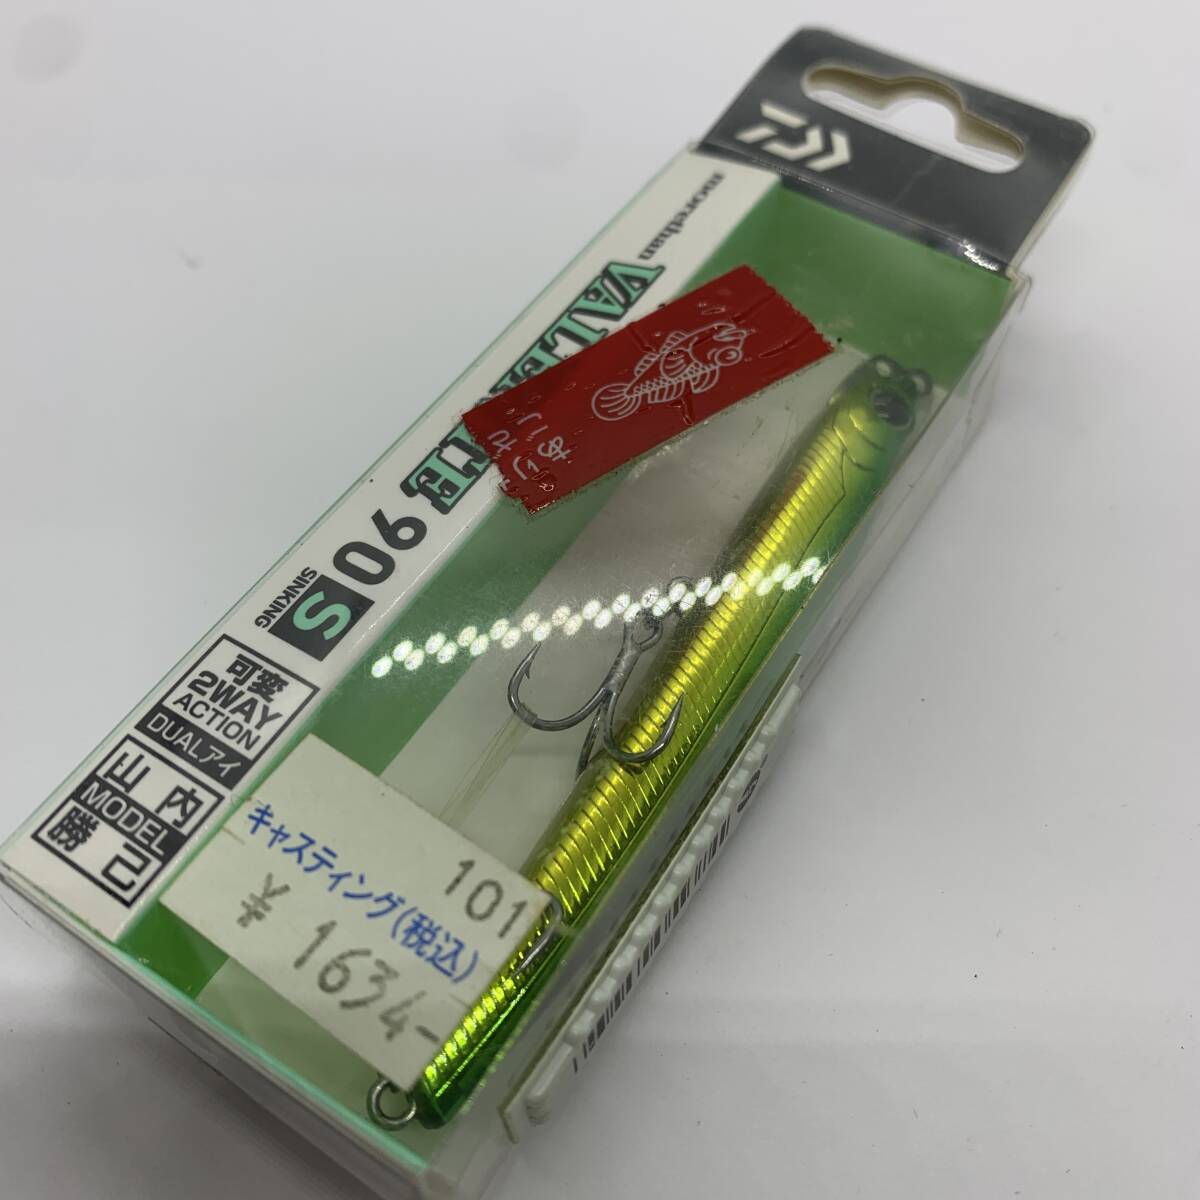 morethan
90 S
SINKING
可変
2WAY
ACTION
DUALアイ
山内
MODEL
勝己
101
キャスティング(税込)
¥ 1634-